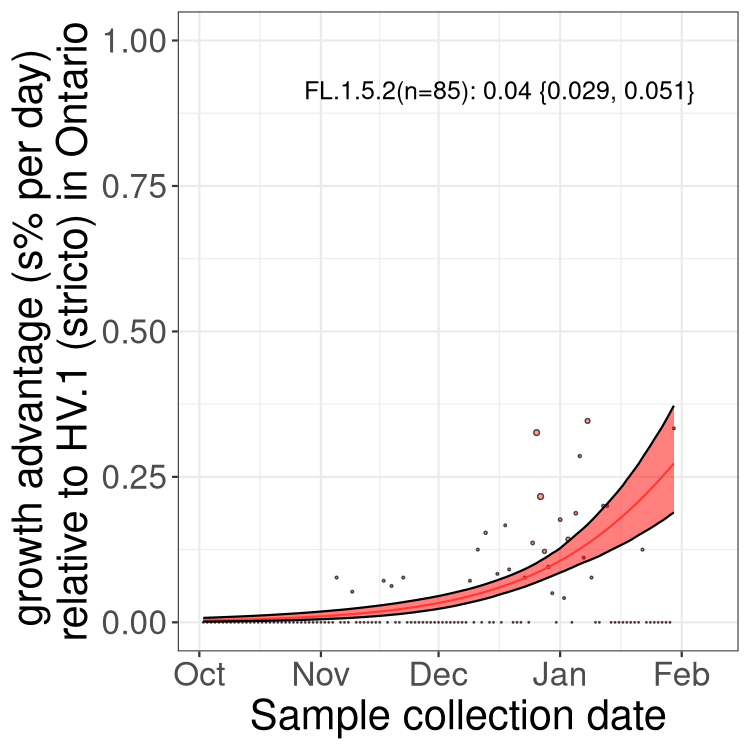 growth advantage (s% per day)
relative to HV.1 (stricto) in Ontario
1.00
0.75
0.50
0.25
0.00
FL.1.5.2(n=85): 0.04 {0.029, 0.051}
Oct Nov Dec Jan Feb
Sample collection date